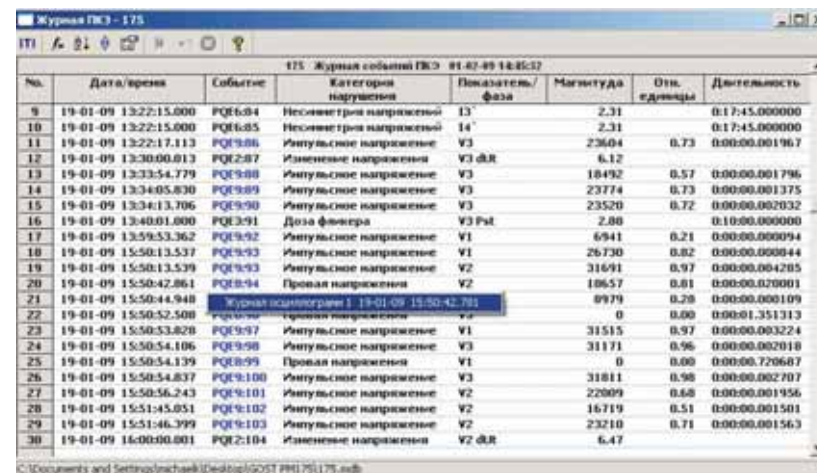 Журнал ПКЭ - 175
175 Журнал событий ПКЭ 01-02-09 14:05:52
No. Дата/время Событие Категория нарушения Показатель/фаза Магнитуда Отн. единицы Длительность
9 19-01-09 13:22:15.000 PQE6:84 Несимметрия напряжений I3` 2.31 0:17:45.000000
10 19-01-09 13:22:15.000 PQE6:85 Несимметрия напряжений I4` 2.31 0:17:45.000000
11 19-01-09 13:22:17.113 PQE9:86 Импульсное напряжение V3 23604 0.73 0:00:00.001967
12 19-01-09 13:30:00.013 PQE2:87 Изменение напряжения V3 dUt 6.12
13 19-01-09 13:33:54.779 PQE9:88 Импульсное напряжение V3 18492 0.57 0:00:00.001796
14 19-01-09 13:34:05.830 PQE9:89 Импульсное напряжение V3 23774 0.73 0:00:00.001375
15 19-01-09 13:34:13.706 PQE9:90 Импульсное напряжение V3 23520 0.72 0:00:00.002032
16 19-01-09 13:40:01.000 PQE3:91 Доза фликера V3 Pst 2.80 0:10:00.000000
17 19-01-09 13:59:53.362 PQE9:92 Импульсное напряжение V1 6941 0.21 0:00:00.000094
18 19-01-09 15:50:13.537 PQE9:93 Импульсное напряжение V1 26730 0.82 0:00:00.000844
19 19-01-09 15:50:13.539 PQE9:93 Импульсное напряжение V2 31691 0.97 0:00:00.004285
20 19-01-09 15:50:42.861 PQE8:94 Провал напряжения V2 10657 0.81 0:00:00.020001
21 19-01-09 15:50:44.948 Журнал осциллограмм 1 19-01-09 15:50:42.781 8979 0.28 0:00:00.000109
22 19-01-09 15:50:52.508 0 0.00 0:00:01.351313
23 19-01-09 15:50:53.828 PQE9:97 Импульсное напряжение V1 31515 0.97 0:00:00.003224
24 19-01-09 15:50:54.106 PQE9:98 Импульсное напряжение V3 31171 0.96 0:00:00.002018
25 19-01-09 15:50:54.139 PQE8:99 Провал напряжения V1 0 0.00 0:00:00.720687
26 19-01-09 15:50:54.837 PQE9:100 Импульсное напряжение V3 31811 0.98 0:00:00.002707
27 19-01-09 15:50:56.243 PQE9:101 Импульсное напряжение V2 22009 0.68 0:00:00.001956
28 19-01-09 15:51:45.051 PQE9:102 Импульсное напряжение V2 16719 0.51 0:00:00.001501
29 19-01-09 15:51:46.399 PQE9:103 Импульсное напряжение V2 23210 0.71 0:00:00.001563
30 19-01-09 16:00:00.001 PQE2:104 Изменение напряжения V2 dUt 6.47
C:\Documents and Settings\michaelk\Desktop\GOST PM175\175.mdb